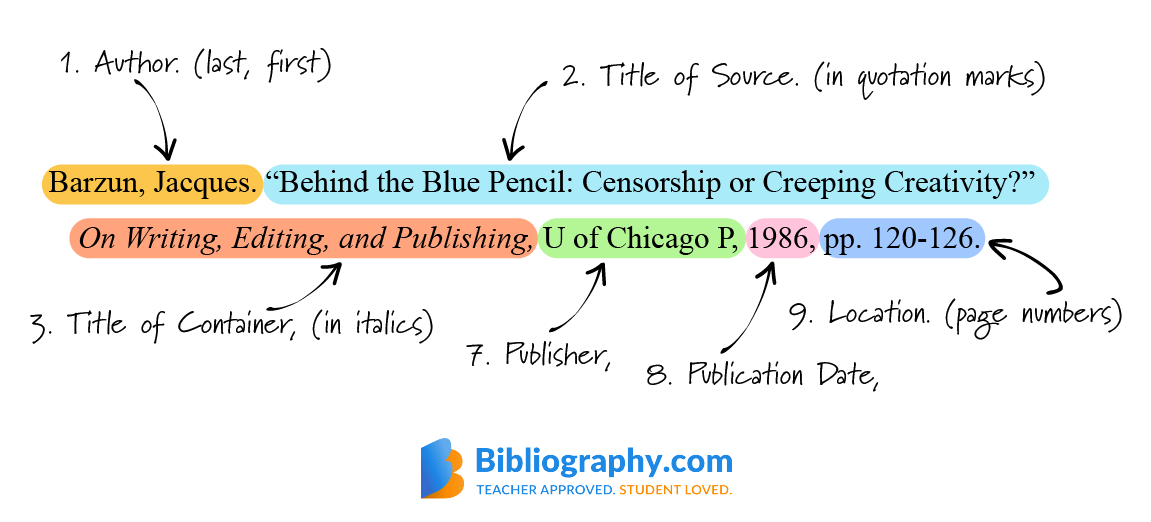 1. Author. (last, first)
2. Title of Source. (in quotation marks)
Barzun, Jacques. “Behind the Blue Pencil: Censorship or Creeping Creativity?”
On Writing, Editing, and Publishing, U of Chicago P, 1986, pp. 120-126.
3. Title of Container, (in italics)
7. Publisher,
8. Publication Date,
9. Location. (page numbers)
Bibliography.com
TEACHER APPROVED. STUDENT LOVED.